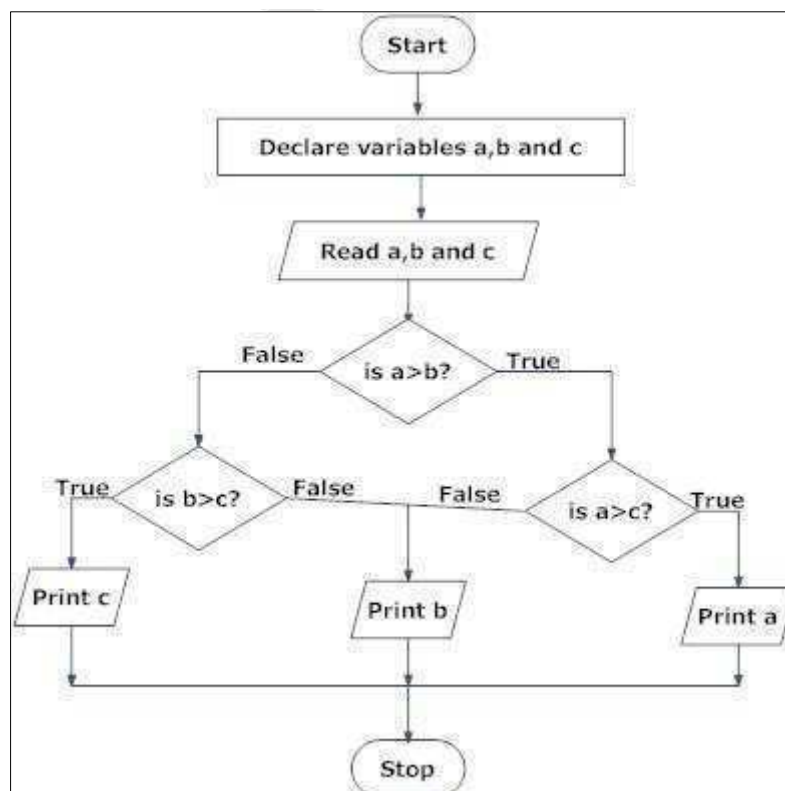 Start
Declare variables a,b and c
Read a,b and c
False
is a>b?
True
True
is b>c?
False
False
is a>c?
True
Print c
Print b
Print a
Stop